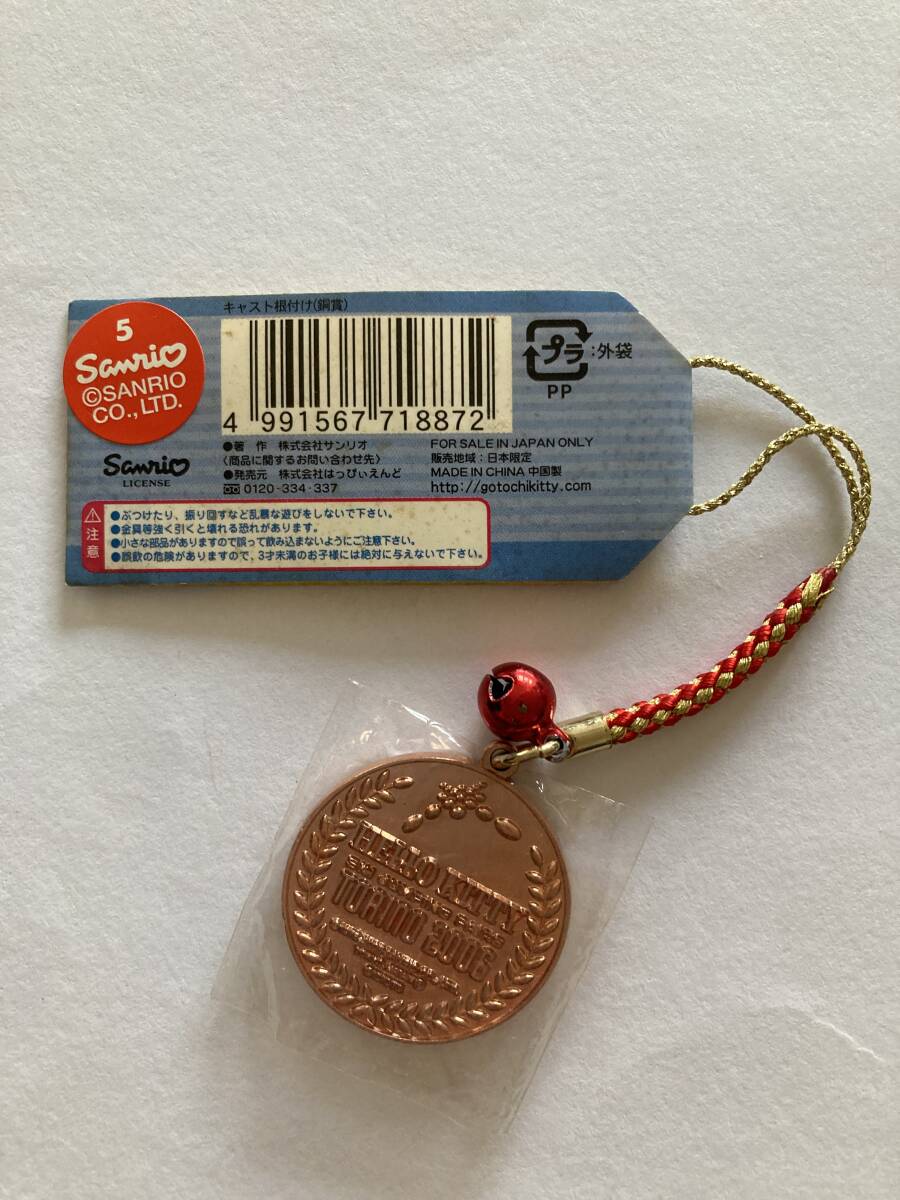 5
Sanrio
©SANRIO
CO., LTD.
Sanrio
LICENSE
キャスト根付け(銅賞)
4 991567 718872
プラ:外袋
PP
●著 作 株式会社サンリオ
〈商品に関するお問い合わせ先〉
●発売元 株式会社はっぴぃえんど
0120-334-337
FOR SALE IN JAPAN ONLY
販売地域:日本限定
MADE IN CHINA 中国製
http://gotochikitty.com
注意
●ぶつけたり、振り回すなど乱暴な遊びをしないで下さい。
●金具等強く引くと壊れる恐れがあります。
●小さな部品がありますので誤って飲み込まないようにご注意下さい。
●誤飲の危険がありますので、3才未満のお子様には絶対に与えないで下さい。
HELLO KITTY
TORINO 2006